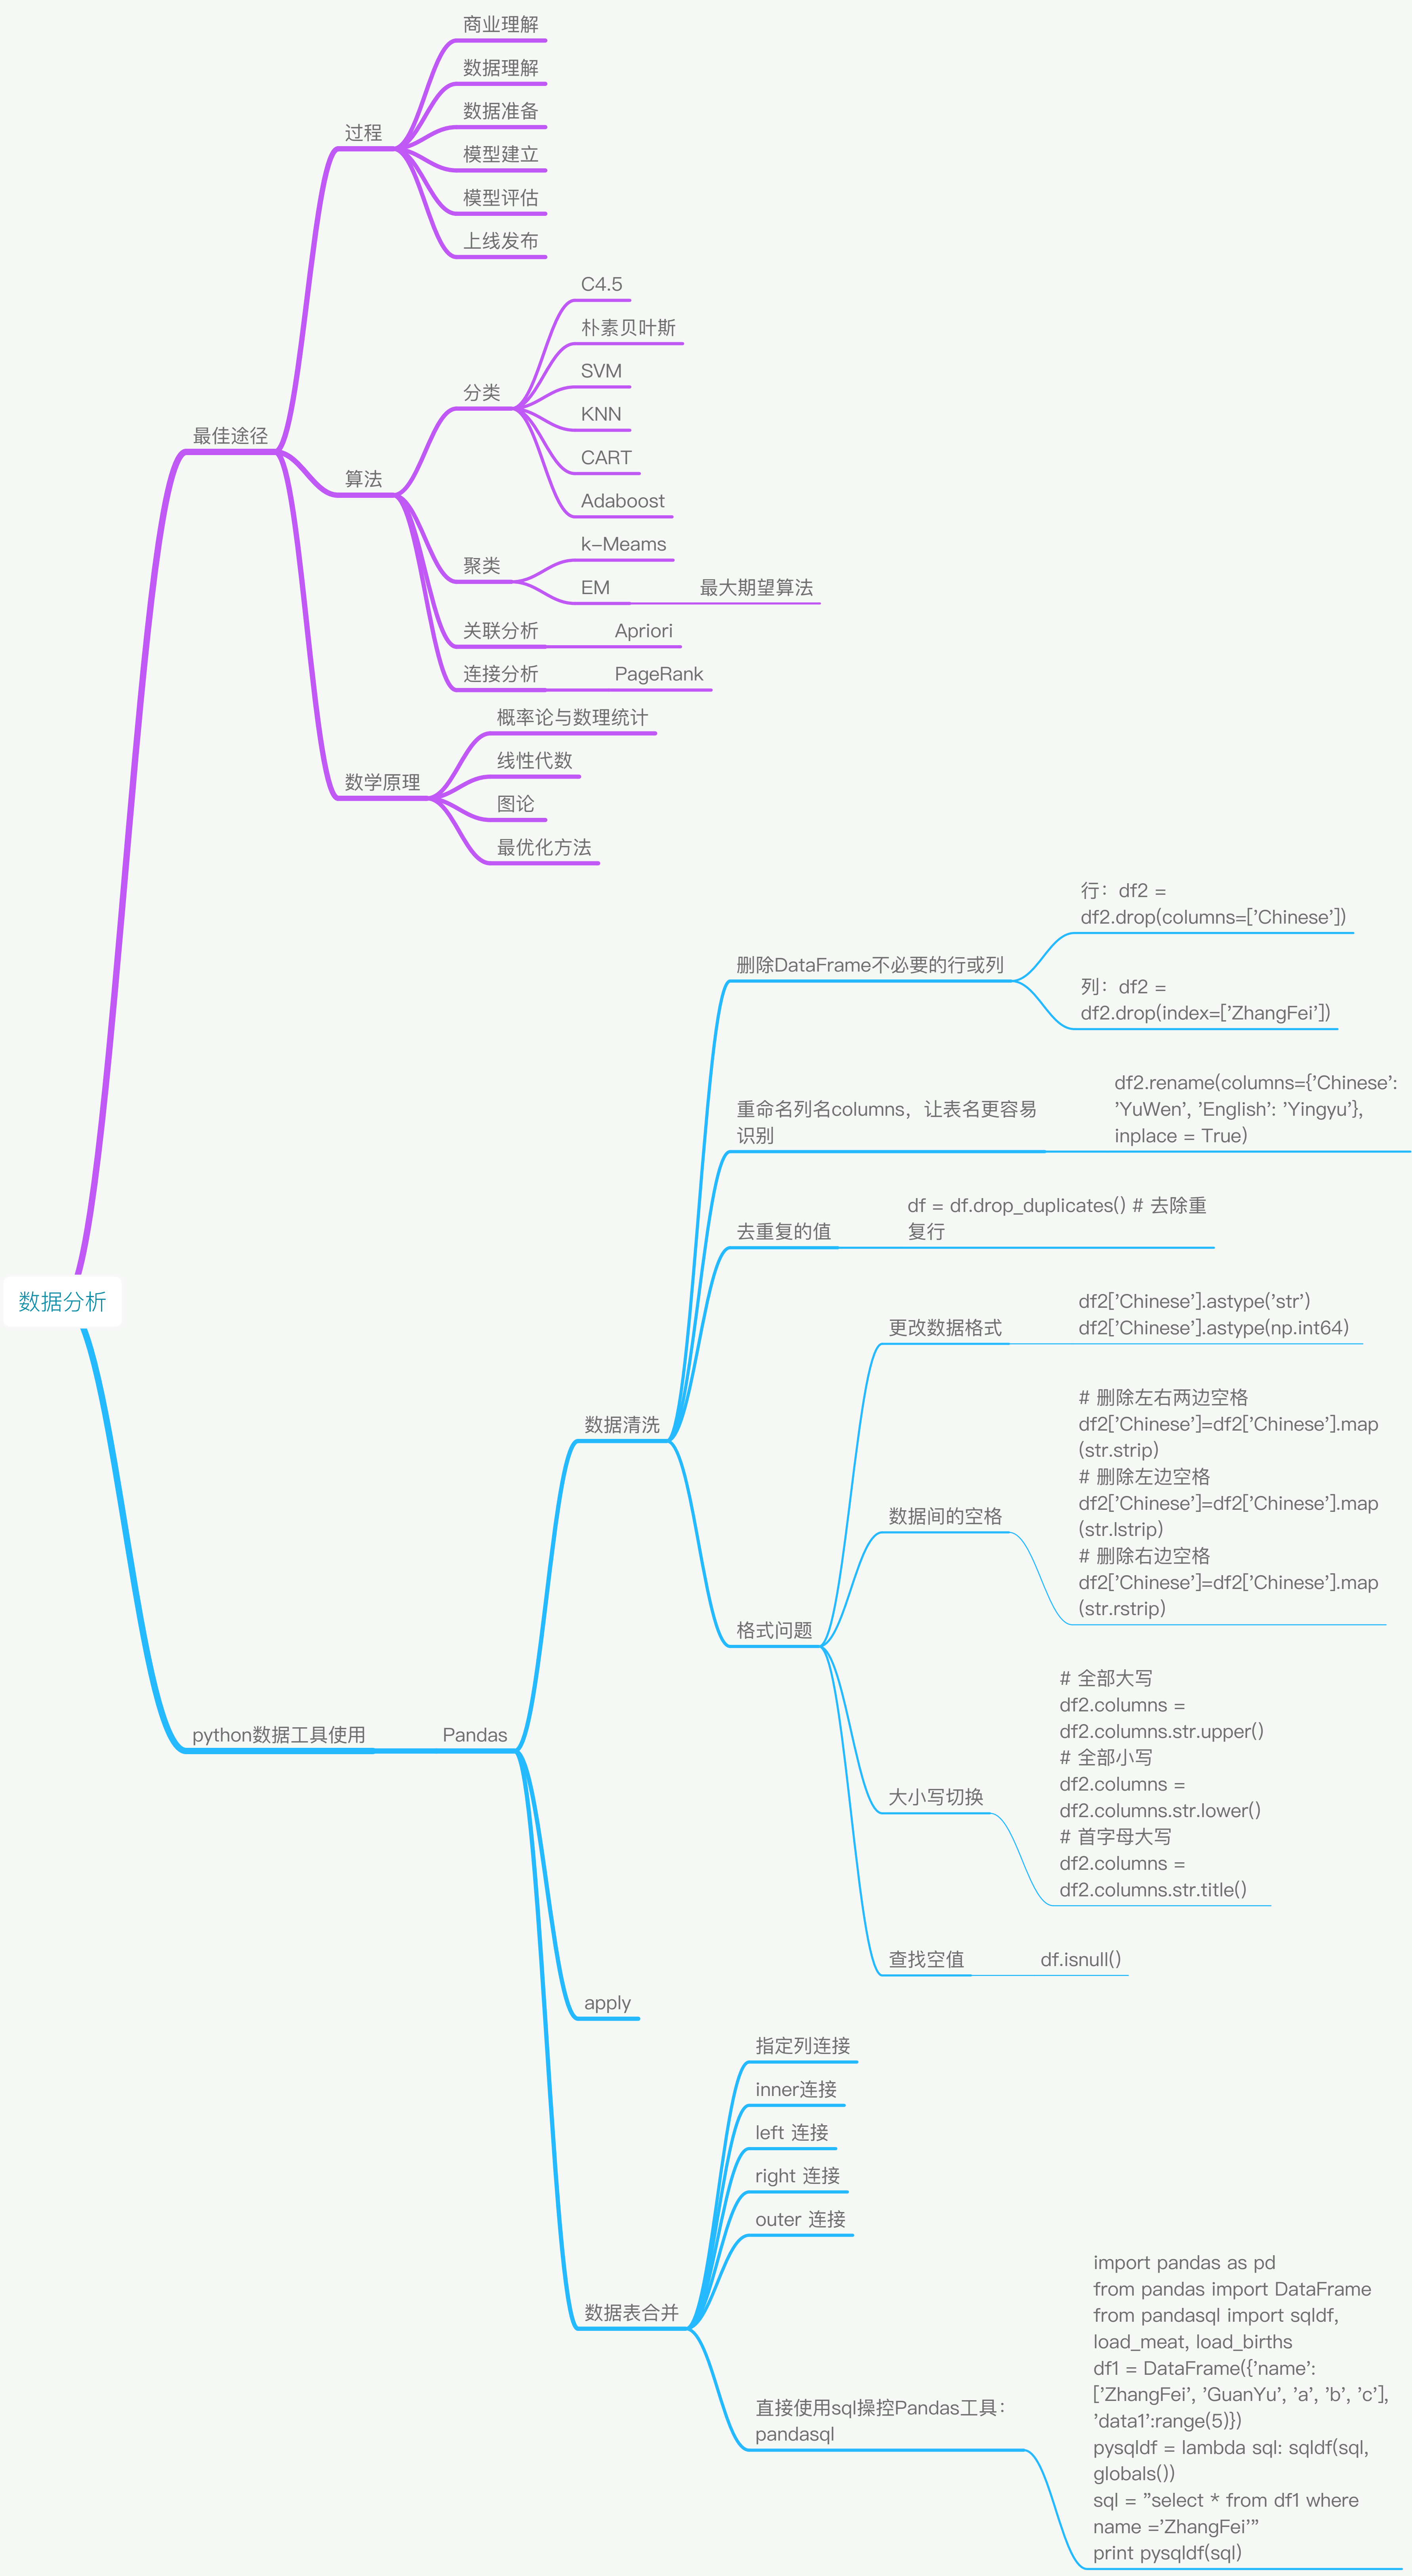 商业理解
数据理解
数据准备
过程
模型建立
模型评估
上线发布
C4.5
朴素贝叶斯
SVM
分类
KNN
最佳途径
CART
算法
Adaboost
k-Meams
聚类
EM
最大期望算法
关联分析
Apriori
连接分析
PageRank
概率论与数理统计
线性代数
数学原理
图论
最优化方法
行：df2 =
df2.drop(columns=['Chinese'])
删除DataFrame不必要的行或列
列：df2 =
df2.drop(index=['ZhangFei'])
重命名列名columns，让表名更容易
识别
df2.rename(columns={'Chinese':
'YuWen', 'English': 'Yingyu'},
inplace = True)
去重复的值
df = df.drop_duplicates() # 去除重
复行
数据分析
更改数据格式
df2['Chinese'].astype('str')
df2['Chinese'].astype(np.int64)
数据清洗
数据间的空格
# 删除左右两边空格
df2['Chinese']=df2['Chinese'].map
(str.strip)
# 删除左边空格
df2['Chinese']=df2['Chinese'].map
(str.lstrip)
# 删除右边空格
df2['Chinese']=df2['Chinese'].map
(str.rstrip)
格式问题
python数据工具使用
Pandas
大小写切换
# 全部大写
df2.columns =
df2.columns.str.upper()
# 全部小写
df2.columns =
df2.columns.str.lower()
# 首字母大写
df2.columns =
df2.columns.str.title()
查找空值
df.isnull()
apply
指定列连接
inner连接
left 连接
right 连接
outer 连接
数据表合并
直接使用sql操控Pandas工具：
pandasql
import pandas as pd
from pandas import DataFrame
from pandasql import sqldf,
load_meat, load_births
df1 = DataFrame({'name':
['ZhangFei', 'GuanYu', 'a', 'b', 'c'],
'data1':range(5)})
pysqldf = lambda sql: sqldf(sql,
globals())
sql = "select * from df1 where
name ='ZhangFei'"
print pysqldf(sql)